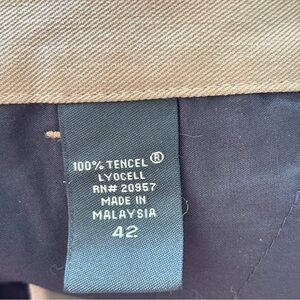 100% TENCEL®
LYOCELL
RN# 20957
MADE IN
MALAYSIA
42